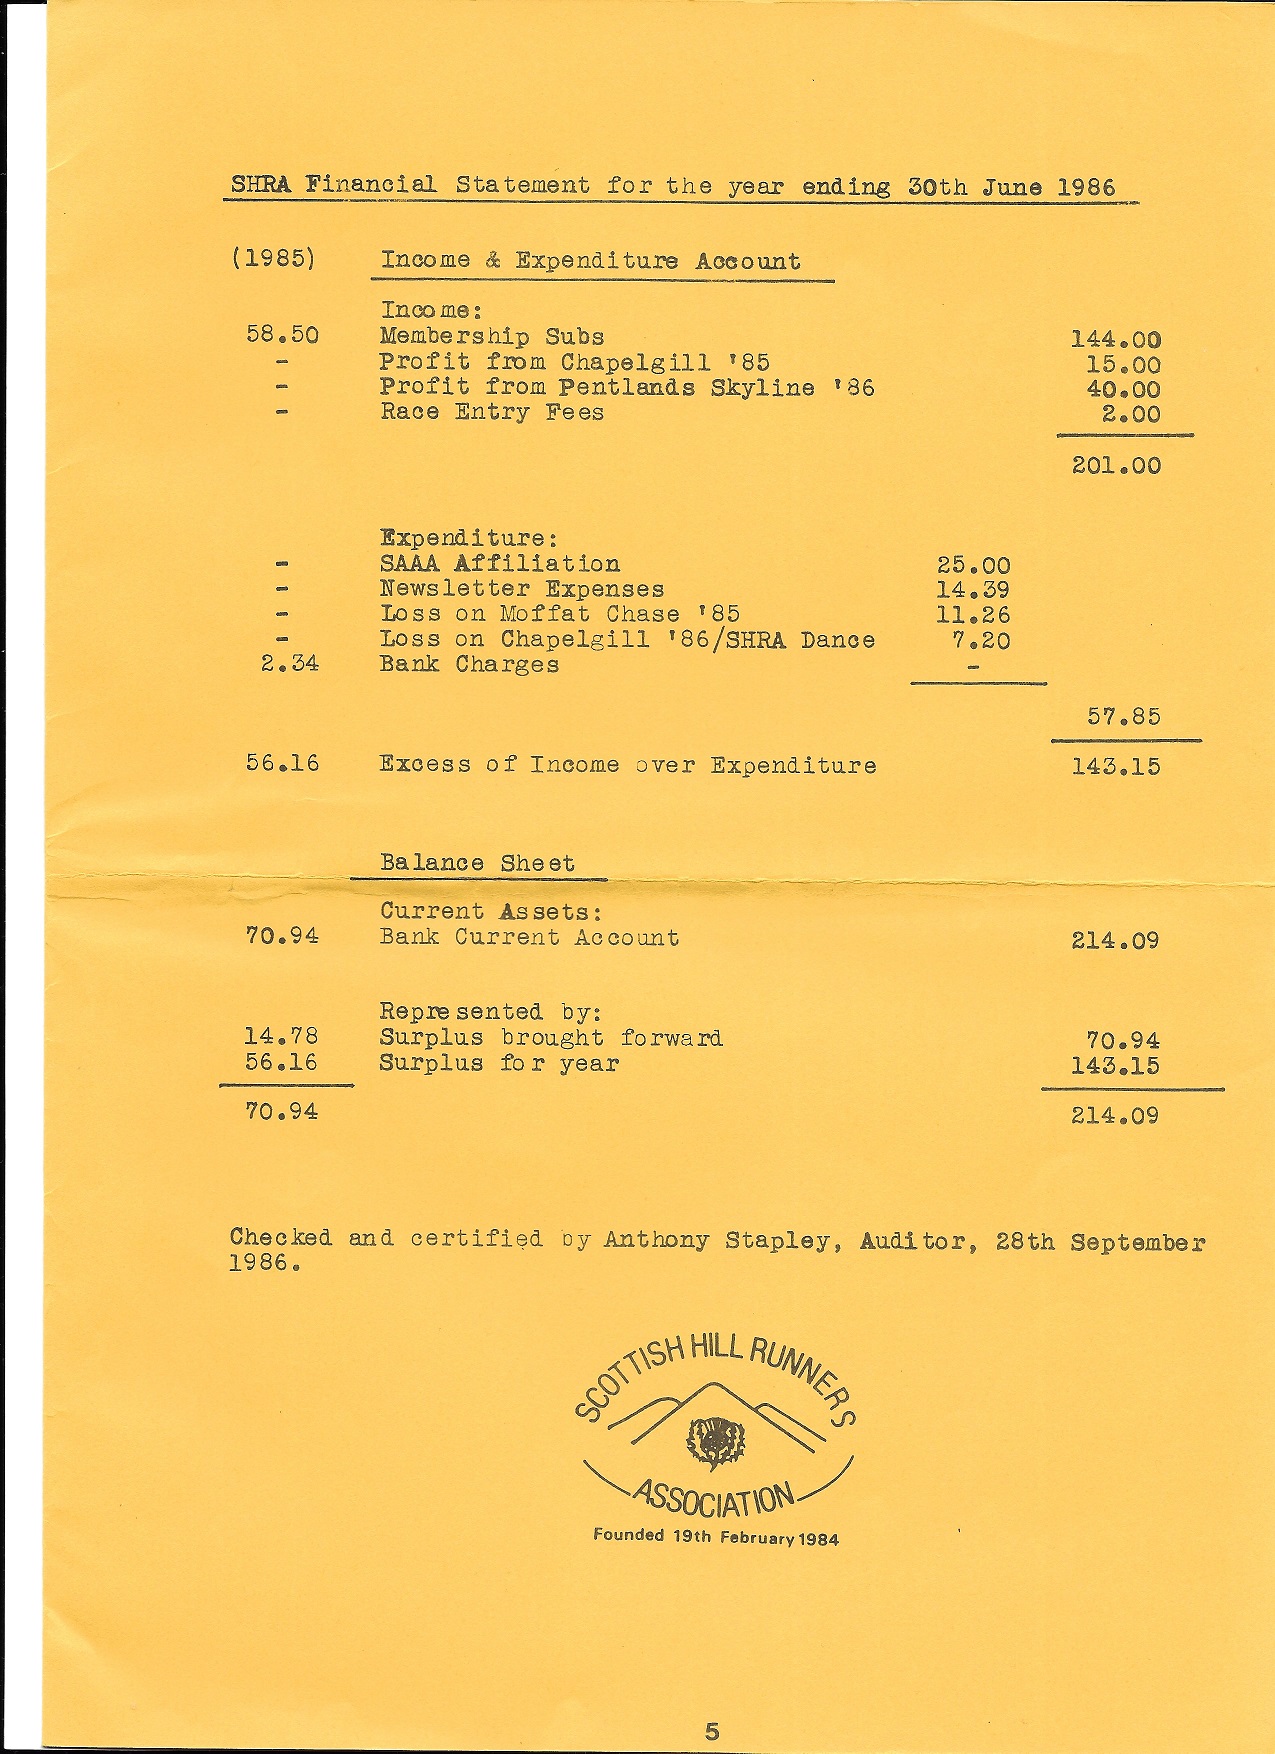 SHRA Financial Statement for the year ending 30th June 1986
(1985) Income & Expenditure Account
Income:
58.50 Membership Subs 144.00
- Profit from Chapelgill '85 15.00
- Profit from Pentlands Skyline '86 40.00
- Race Entry Fees 2.00
201.00
Expenditure:
- SAAA Affiliation 25.00
- Newsletter Expenses 14.39
- Loss on Moffat Chase '85 11.26
- Loss on Chapelgill '86/SHRA Dance 7.20
2.34 Bank Charges -
57.85
56.16 Excess of Income over Expenditure 143.15
Balance Sheet
Current Assets:
70.94 Bank Current Account 214.09
Represented by:
14.78 Surplus brought forward 70.94
56.16 Surplus for year 143.15
70.94 214.09
Checked and certified by Anthony Stapley, Auditor, 28th September
1986.
SCOTTISH HILL RUNNERS
ASSOCIATION
Founded 19th February 1984
5